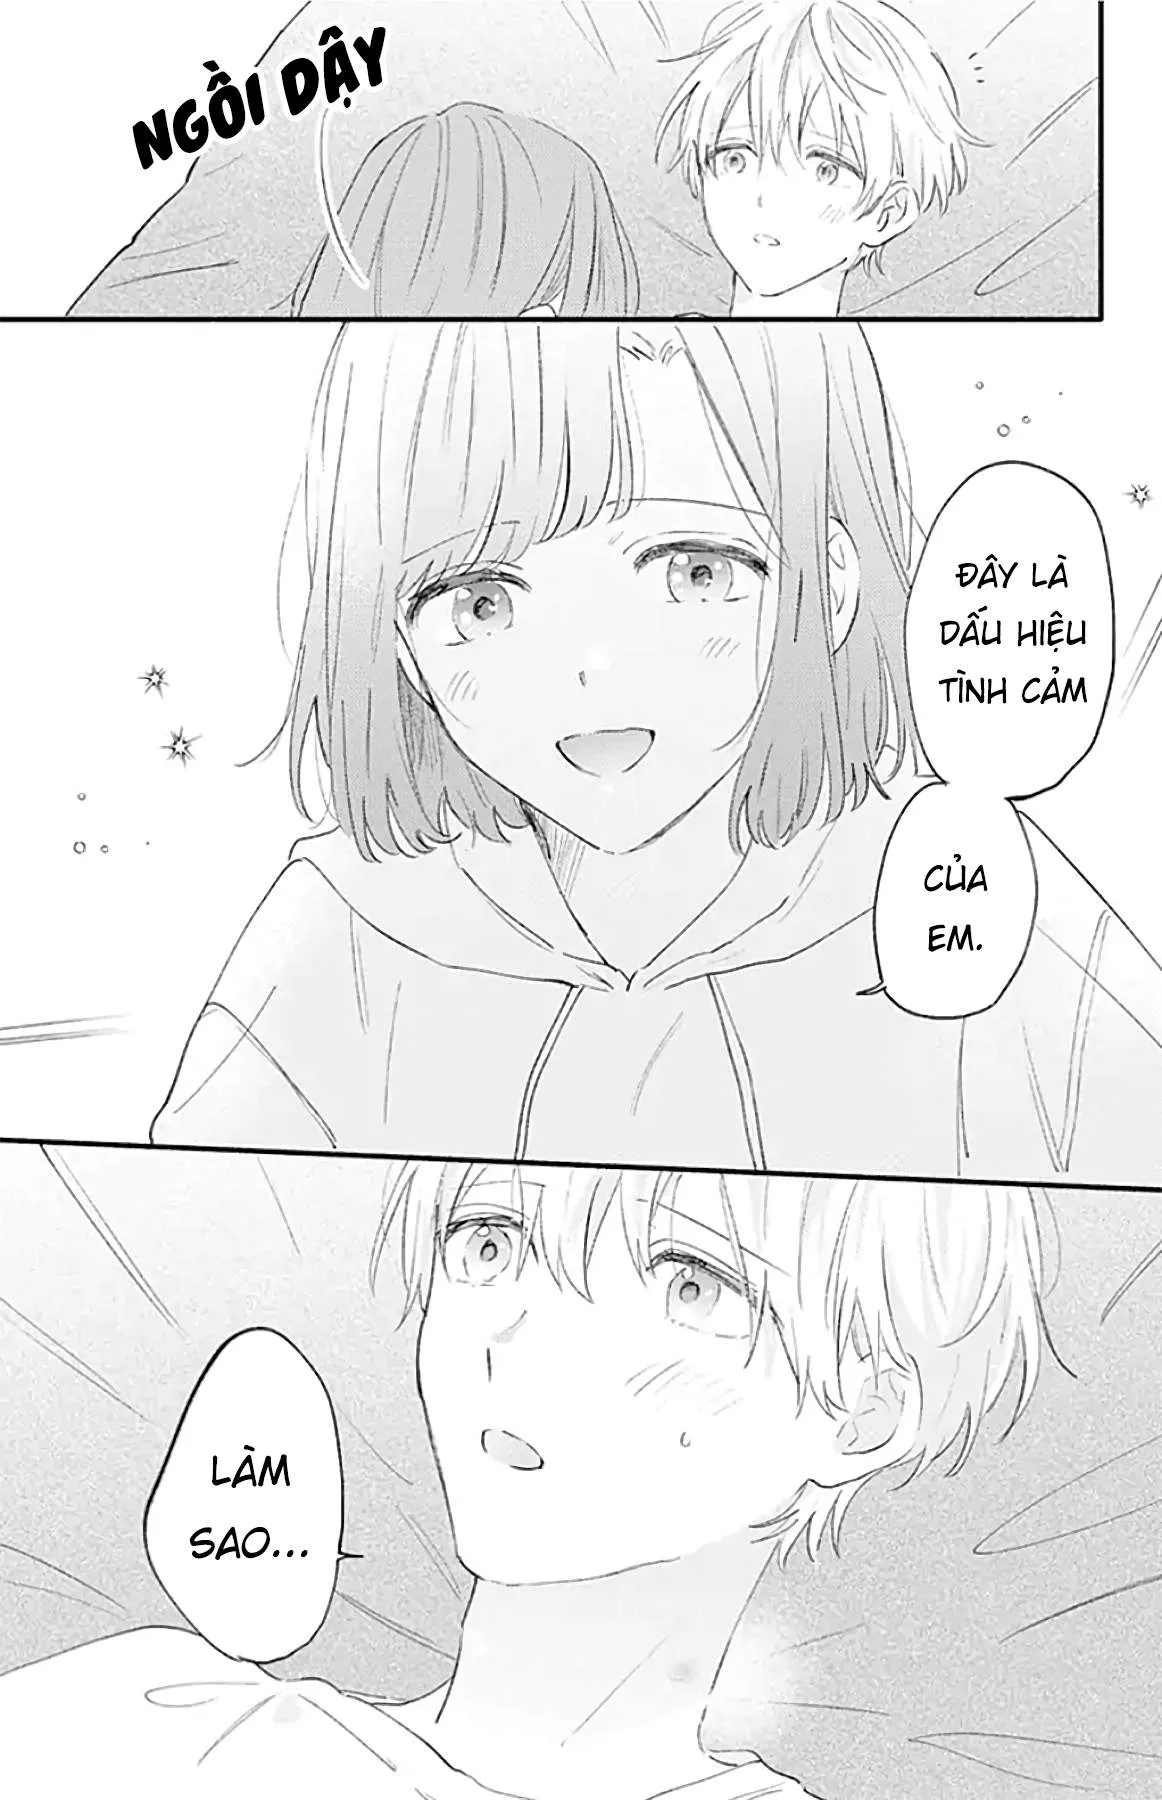 NGỒI DẬY
ĐÂY LÀ
DẤU HIỆU
TÌNH CẢM
CỦA
EM.
LÀM
SAO...